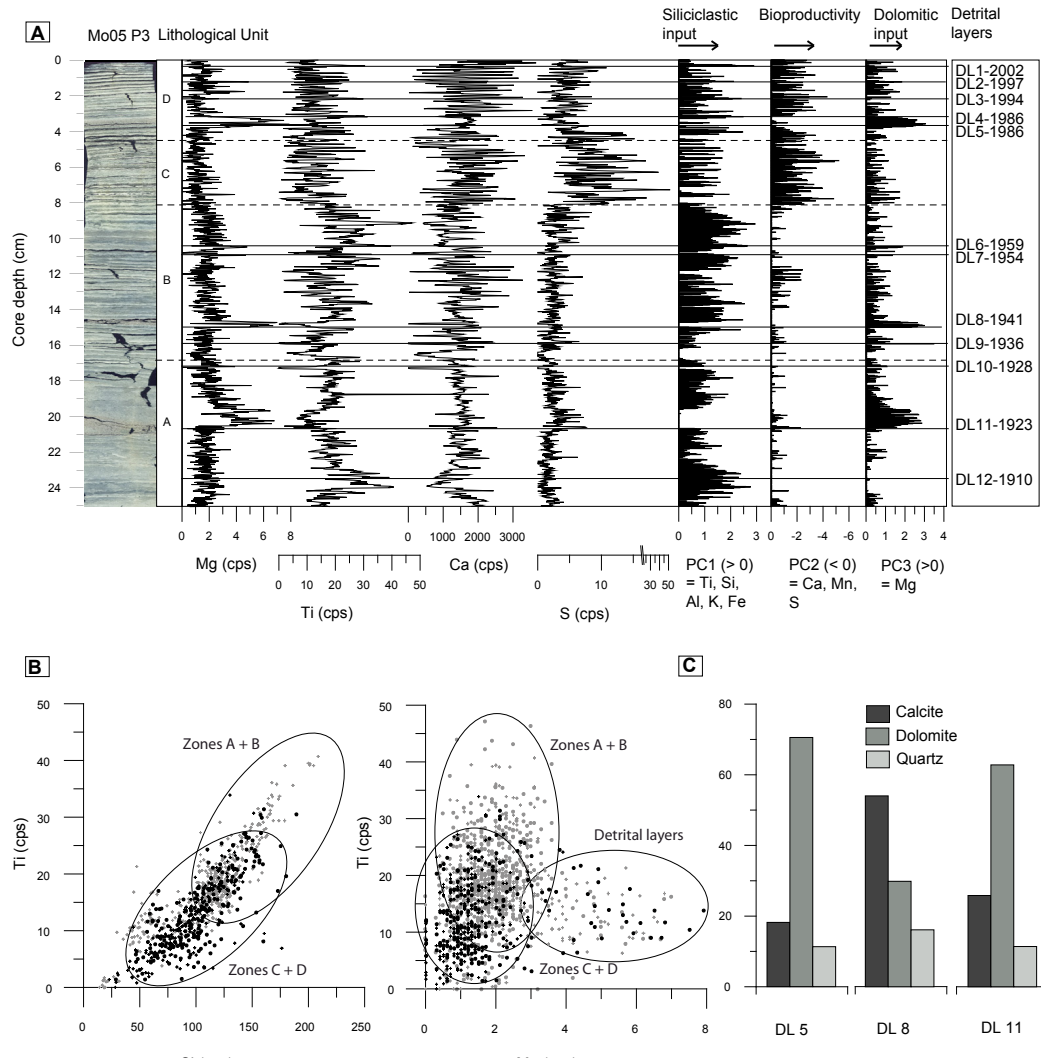 A
Mo05 P3 Lithological Unit
Siliciclastic input
Bioproductivity
Dolomitic input
Detrital layers
0
2
4
6
8
10
12
14
16
18
20
22
24
Core depth (cm)
D
C
B
A
DL1-2002
DL2-1997
DL3-1994
DL4-1986
DL5-1986
DL6-1959
DL7-1954
DL8-1941
DL9-1936
DL10-1928
DL11-1923
DL12-1910
0 2 4 6 8
Mg (cps)
0 10 20 30 40 50
Ti (cps)
0 1000 2000 3000
Ca (cps)
0 10 30 50
S (cps)
0 1 2 3
PC1 (> 0)
= Ti, Si,
Al, K, Fe
0 -2 -4 -6
PC2 (< 0)
= Ca, Mn,
S
0 1 2 3 4
PC3 (>0)
= Mg
B
50
40
30
20
10
0
Ti (cps)
Zones A + B
Zones C + D
0 50 100 150 200 250
50
40
30
20
10
0
Ti (cps)
Zones A + B
Detrital layers
Zones C + D
0 2 4 6 8
C
80
60
40
20
0
Calcite
Dolomite
Quartz
DL 5 DL 8 DL 11